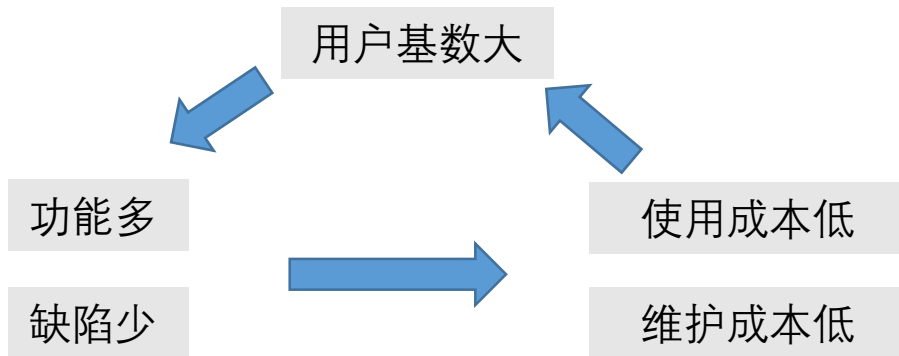 用户基数大
功能多
使用成本低
缺陷少
维护成本低